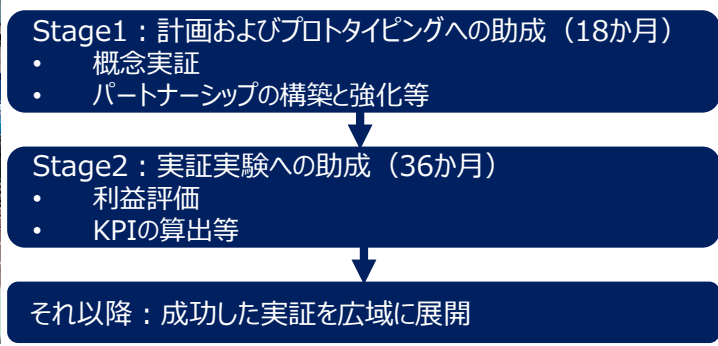 Stage1：計画およびプロトタイピングへの助成（18か月）
• 概念実証
• パートナーシップの構築と強化等
Stage2：実証実験への助成（36か月）
• 利益評価
• KPIの算出等
それ以降：成功した実証を広域に展開